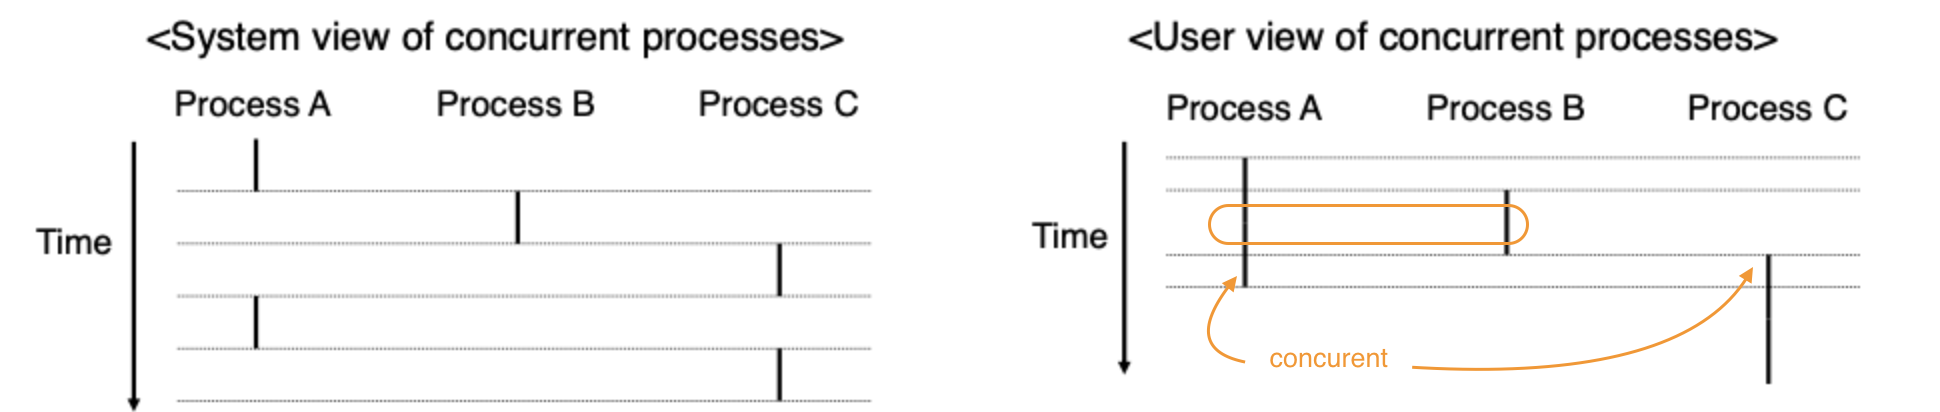 <System view of concurrent processes>
Process A Process B Process C
Time
<User view of concurrent processes>
Process A Process B Process C
Time
concurent